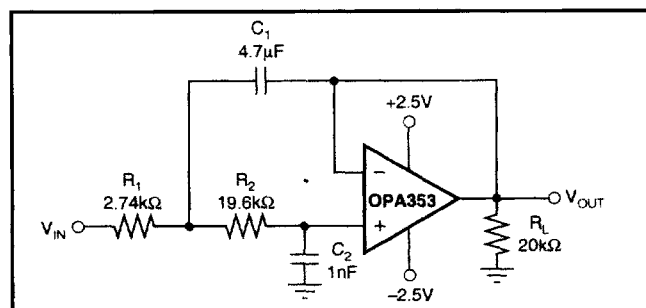 C1
4.7µF
+2.5V
R1
2.74kΩ
R2
19.6kΩ
−
OPA353
+
VIN
VOUT
C2
1nF
RL
20kΩ
−2.5V